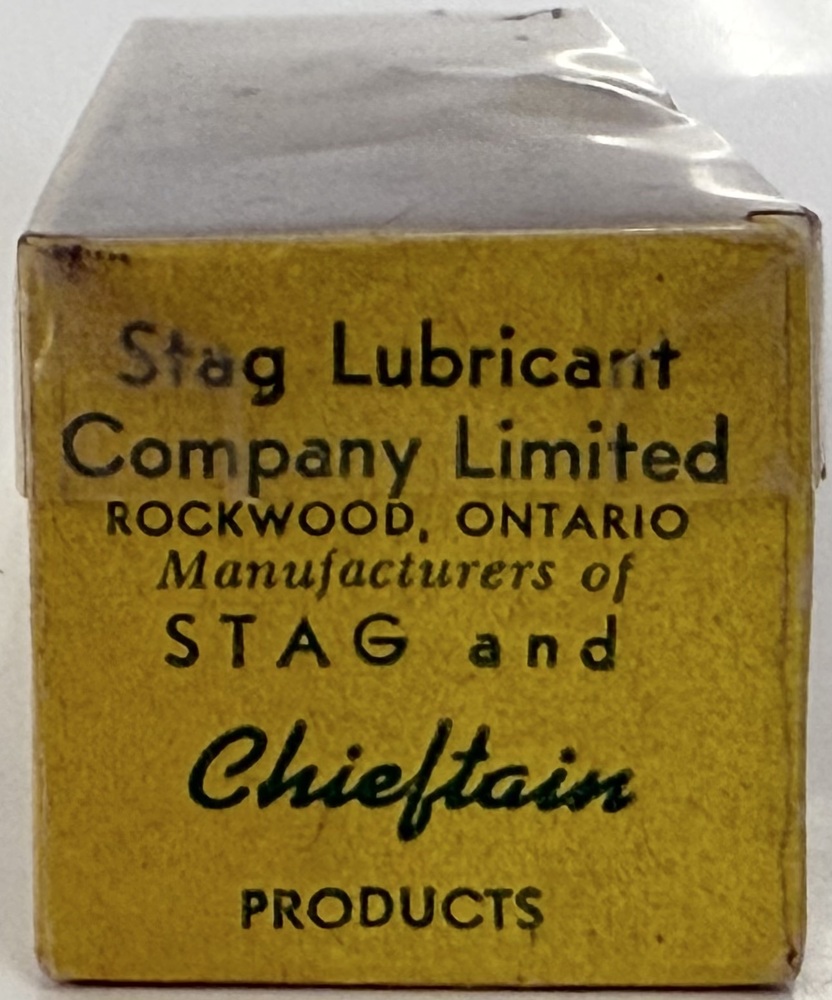 Stag Lubricant
Company Limited
ROCKWOOD, ONTARIO
Manufacturers of
STAG and
Chieftain
PRODUCTS